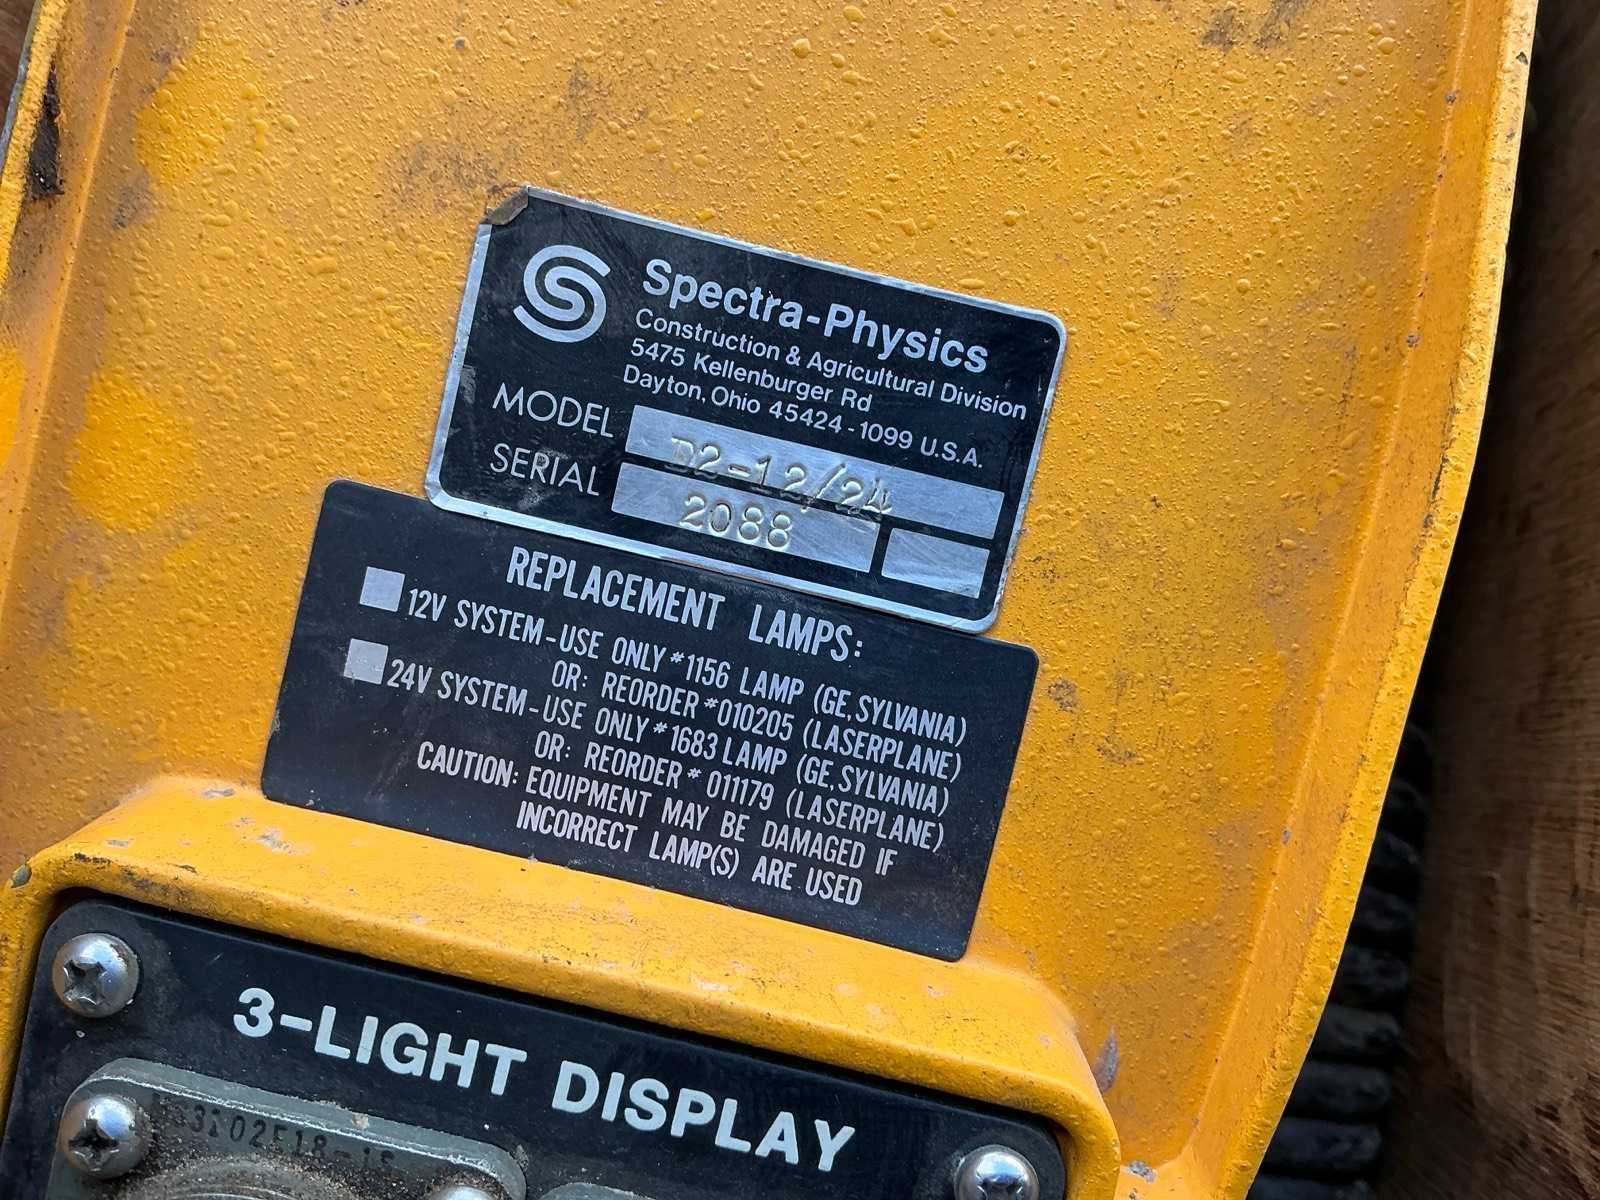 Spectra-Physics
Construction & Agricultural Division
5475 Kellenburger Rd
Dayton, Ohio 45424-1099 U.S.A.
MODEL D2-12/24
SERIAL 2088
REPLACEMENT LAMPS:
12V SYSTEM-USE ONLY #1156 LAMP (GE, SYLVANIA)
OR: REORDER #010205 (LASERPLANE)
24V SYSTEM-USE ONLY #1683 LAMP (GE, SYLVANIA)
OR: REORDER # 011179 (LASERPLANE)
CAUTION: EQUIPMENT MAY BE DAMAGED IF
INCORRECT LAMP(S) ARE USED
3-LIGHT DISPLAY